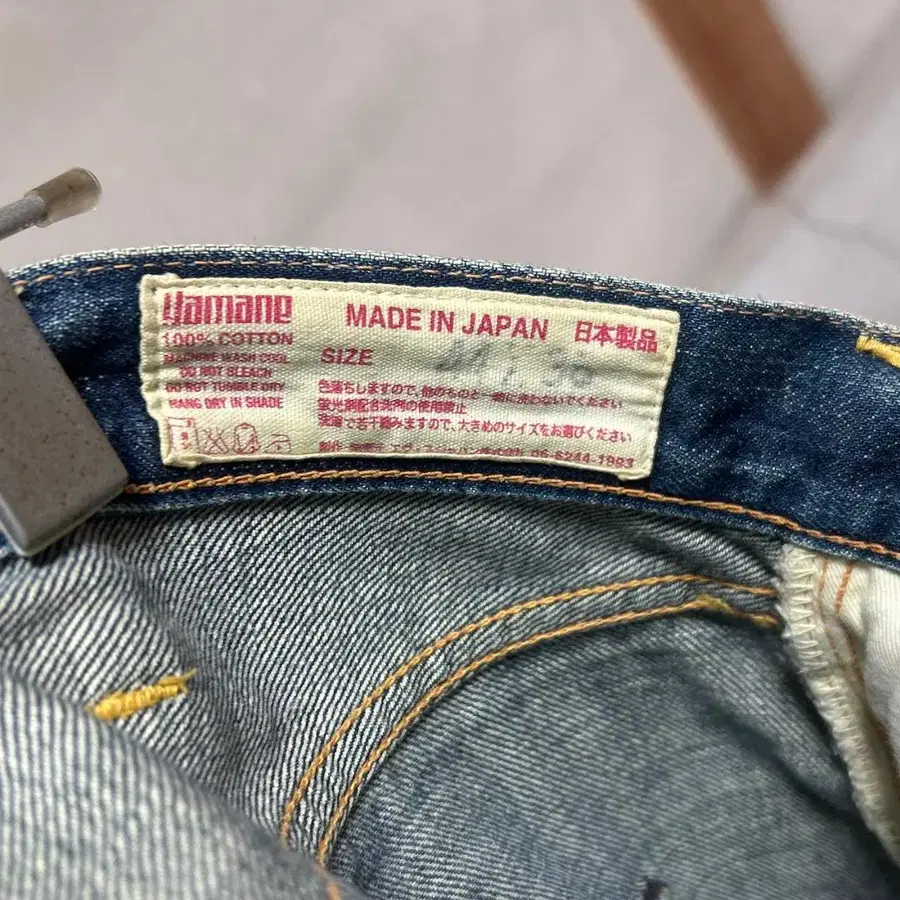 yamane
100% COTTON
MACHINE WASH COOL
DO NOT BLEACH
DO NOT TUMBLE DRY
HANG DRY IN SHADE
MADE IN JAPAN 日本製品
SIZE
色落ちしますので、他のものと一緒に洗わないでください
蛍光剤配合洗剤の使用禁止
洗濯で若干縮みますので、大きめのサイズをお選びください
06-6244-1993